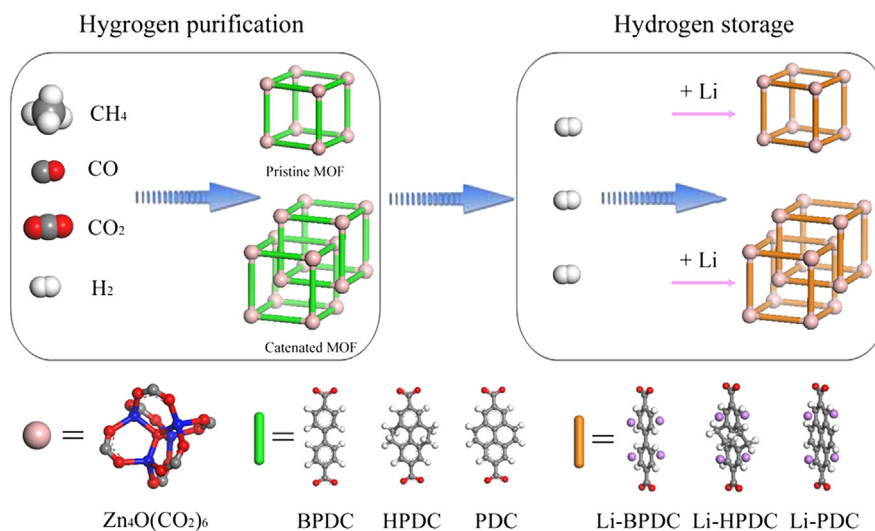 Hygrogen purification
Hydrogen storage
CH₄
CO
CO₂
H₂
Pristine MOF
Catenated MOF
+ Li
+ Li
=
Zn₄O(CO₂)₆
=
BPDC HPDC PDC
=
Li-BPDC Li-HPDC Li-PDC